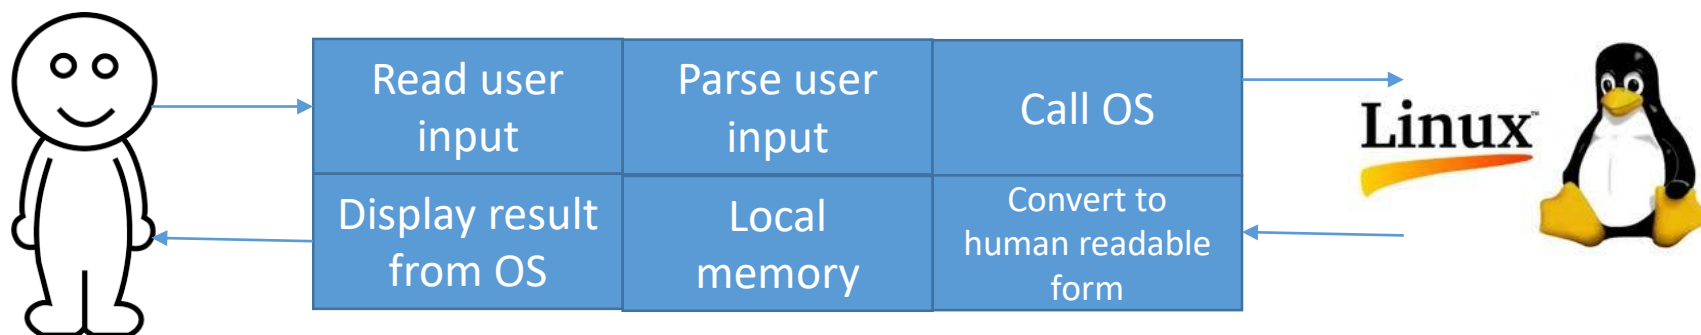 Read user
input
Parse user
input
Call OS
Linux™
Display result
from OS
Local
memory
Convert to
human readable
form